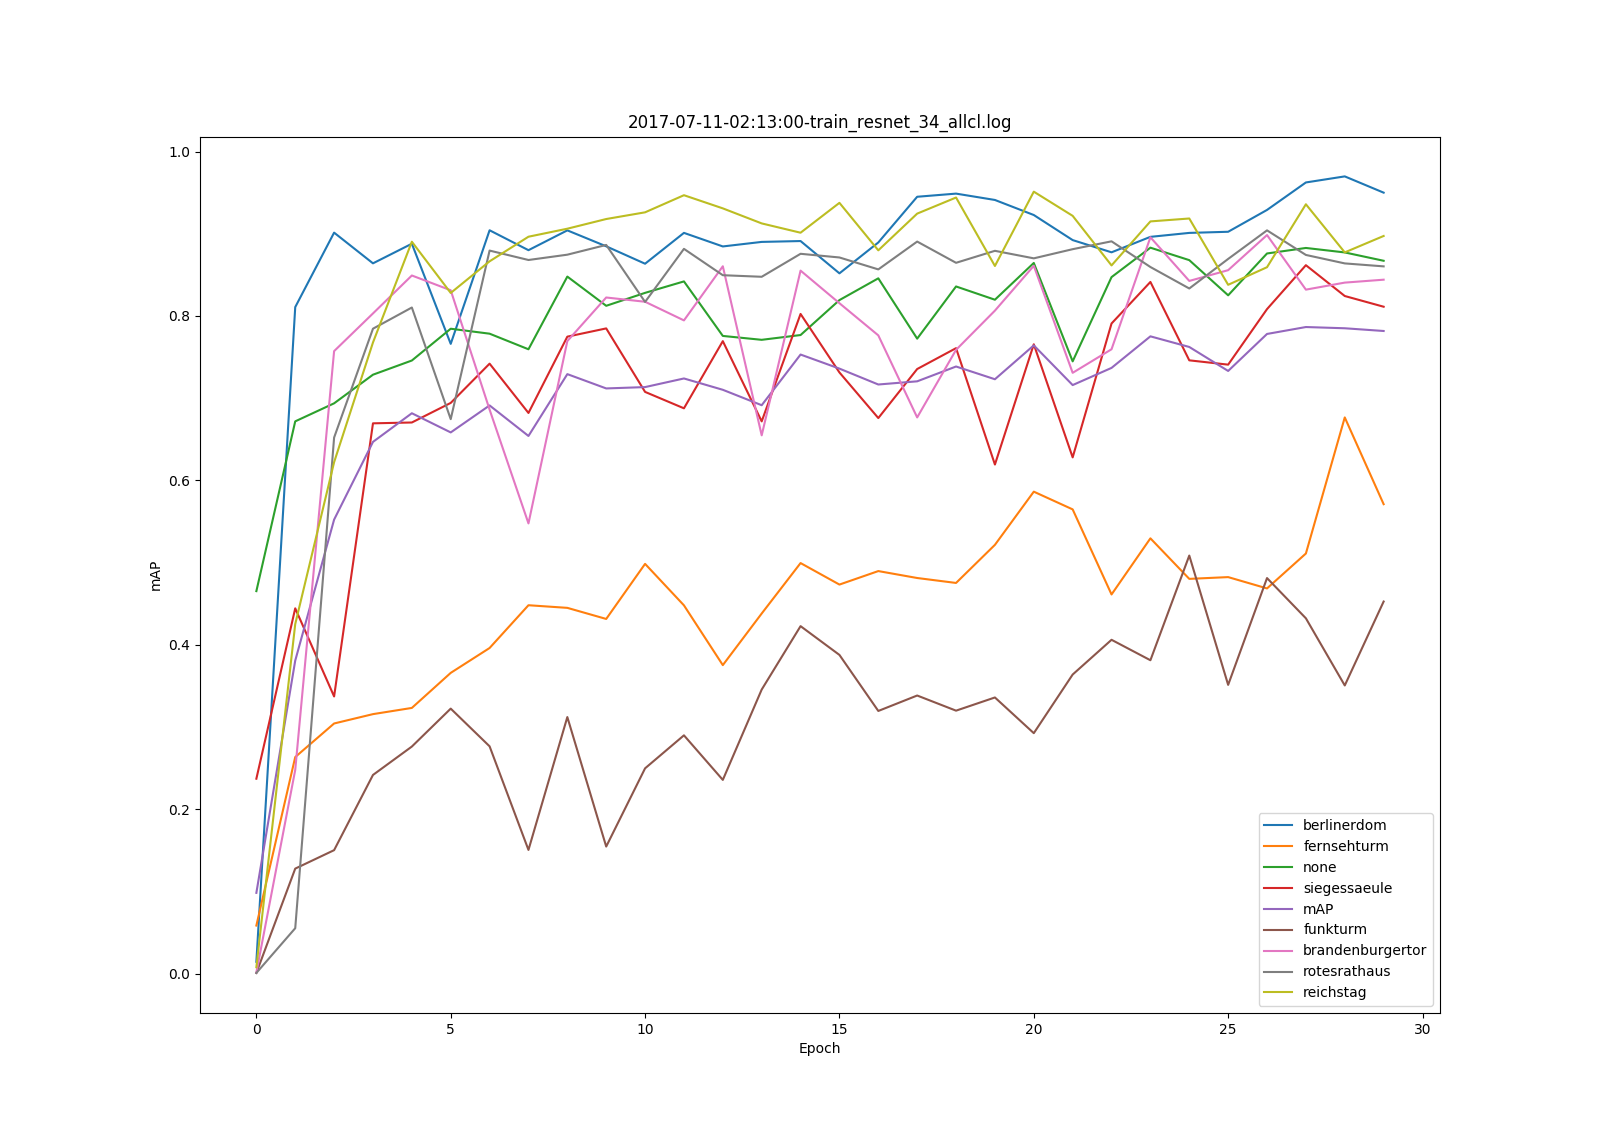 2017-07-11-02:13:00-train_resnet_34_allcl.log
mAP
1.0
0.8
0.6
0.4
0.2
0.0
0
5
10
15
20
25
30
Epoch
berlinerdom
fernsehturm
none
siegessaeule
mAP
funkturm
brandenburgertor
rotesrathaus
reichstag